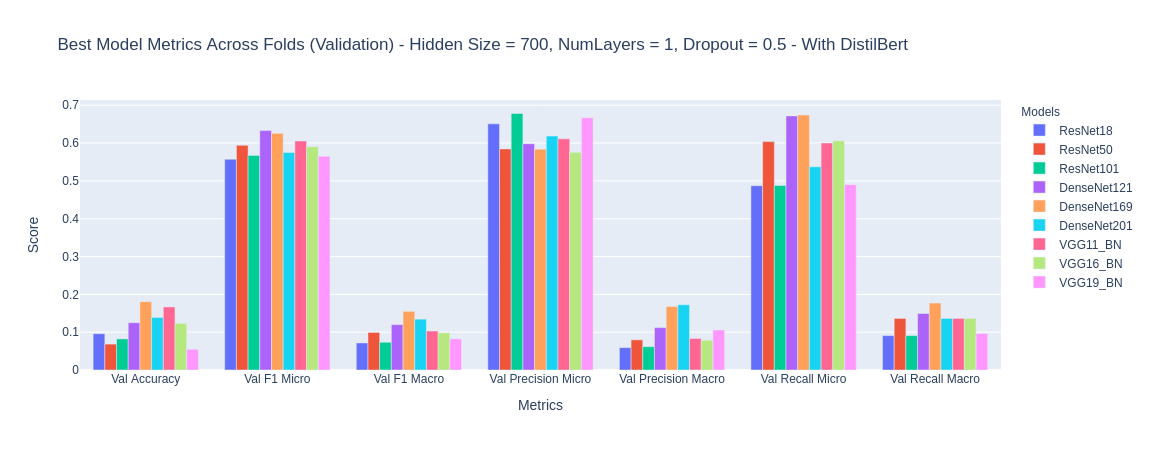 Best Model Metrics Across Folds (Validation) - Hidden Size = 700, NumLayers = 1, Dropout = 0.5 - With DistilBert
Score
0.7
0.6
0.5
0.4
0.3
0.2
0.1
0
Val Accuracy
Val F1 Micro
Val F1 Macro
Val Precision Micro
Val Precision Macro
Val Recall Micro
Val Recall Macro
Metrics
Models
ResNet18
ResNet50
ResNet101
DenseNet121
DenseNet169
DenseNet201
VGG11_BN
VGG16_BN
VGG19_BN